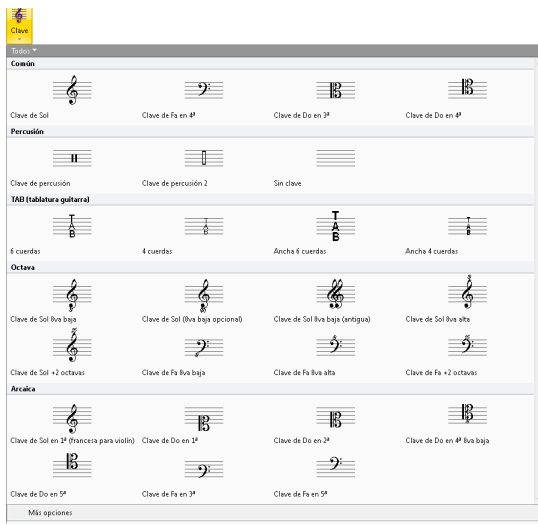 Clave
Todos
Común
Clave de Sol Clave de Fa en 4ª Clave de Do en 3ª Clave de Do en 4ª
Percusión
Clave de percusión Clave de percusión 2 Sin clave
TAB (tablatura guitarra)
T A B T A B T A B T A B
6 cuerdas 4 cuerdas Ancha 6 cuerdas Ancha 4 cuerdas
Octava
Clave de Sol 8va baja Clave de Sol (8va baja opcional) Clave de Sol 8va baja (antigua) Clave de Sol 8va alta
Clave de Sol +2 octavas Clave de Fa 8va baja Clave de Fa 8va alta Clave de Fa +2 octavas
Arcaica
Clave de Sol en 1ª (francesa para violín) Clave de Do en 1ª Clave de Do en 2ª Clave de Do en 4ª 8va baja
Clave de Do en 5ª Clave de Fa en 3ª Clave de Fa en 5ª
Más opciones